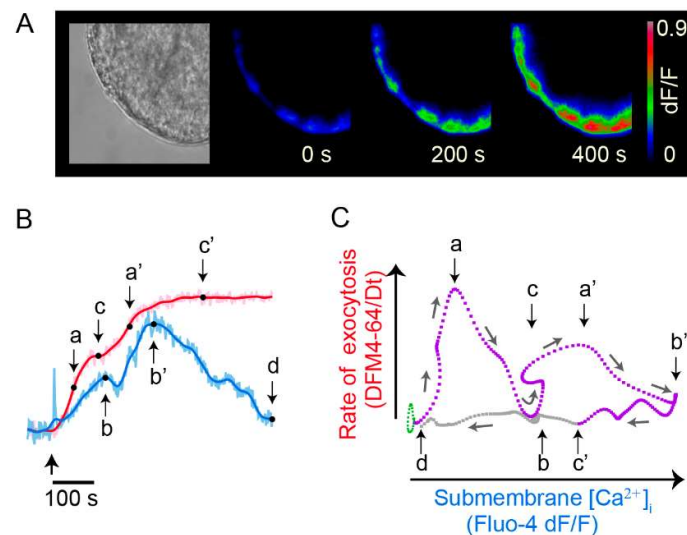 A
0 s
200 s
400 s
0.9
dF/F
0
B
a
c
a'
c'
b
b'
d
100 s
C
Rate of exocytosis
(DFM4-64/Dt)
a
c
a'
b'
d
b
c'
Submembrane [Ca²⁺]ᵢ
(Fluo-4 dF/F)